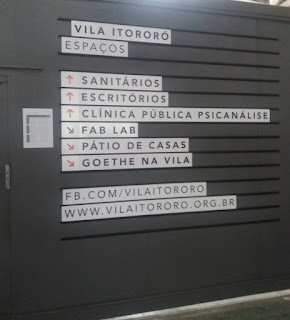 VILA ITORORÓ
ESPAÇOS
↑ SANITÁRIOS
↑ ESCRITÓRIOS
↑ CLÍNICA PÚBLICA PSICANÁLISE
↘ FAB LAB
↘ PÁTIO DE CASAS
↘ GOETHE NA VILA
FB.COM/VILAITORORO
WWW.VILAITORORO.ORG.BR